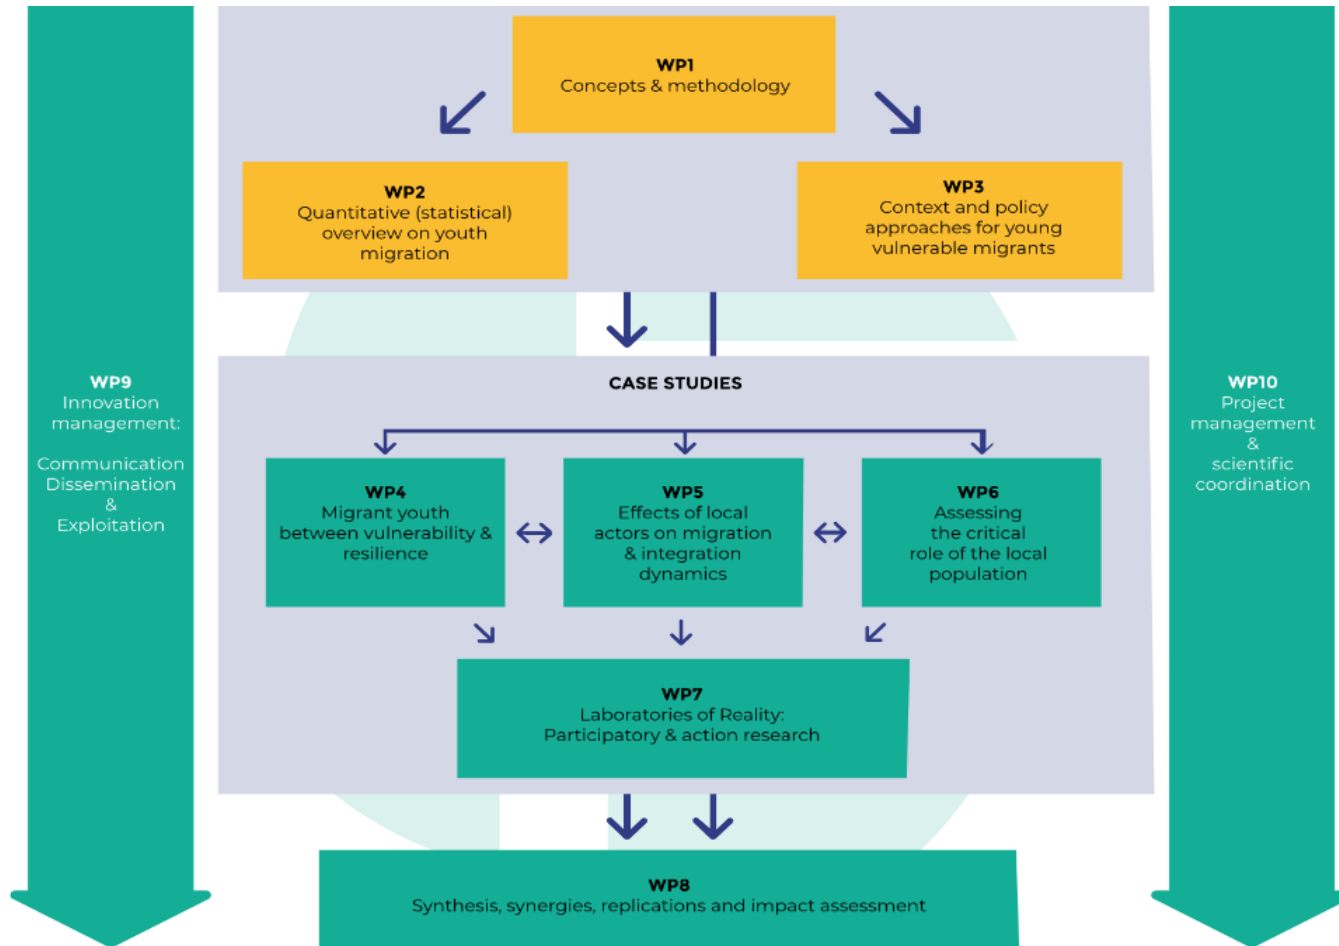 WP1
Concepts & methodology
WP2
Quantitative (statistical)
overview on youth
migration
WP3
Context and policy
approaches for young
vulnerable migrants
WP9
Innovation
management:
Communication
Dissemination
&
Exploitation
CASE STUDIES
WP4
Migrant youth
between vulnerability &
resilience
WP5
Effects of local
actors on migration
& integration
dynamics
WP6
Assessing
the critical
role of the local
population
WP10
Project
management
&
scientific
coordination
WP7
Laboratories of Reality:
Participatory & action research
WP8
Synthesis, synergies, replications and impact assessment